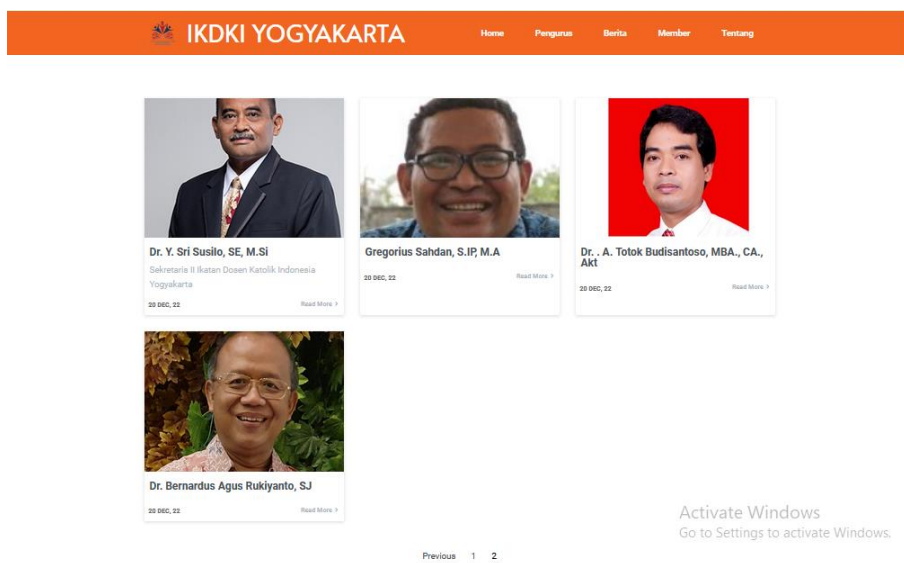 IKDKI YOGYAKARTA
Home Pengurus Berita Member Tentang
Dr. Y. Sri Susilo, SE, M.Si
Sekretaris II Ikatan Dosen Katolik Indonesia
Yogyakarta
20 DEC, 22 Read More >
Gregorius Sahdan, S.IP, M.A
20 DEC, 22 Read More >
Dr. . A. Totok Budisantoso, MBA., CA.,
Akt
20 DEC, 22 Read More >
Dr. Bernardus Agus Rukiyanto, SJ
20 DEC, 22 Read More >
Activate Windows
Go to Settings to activate Windows.
Previous 1 2